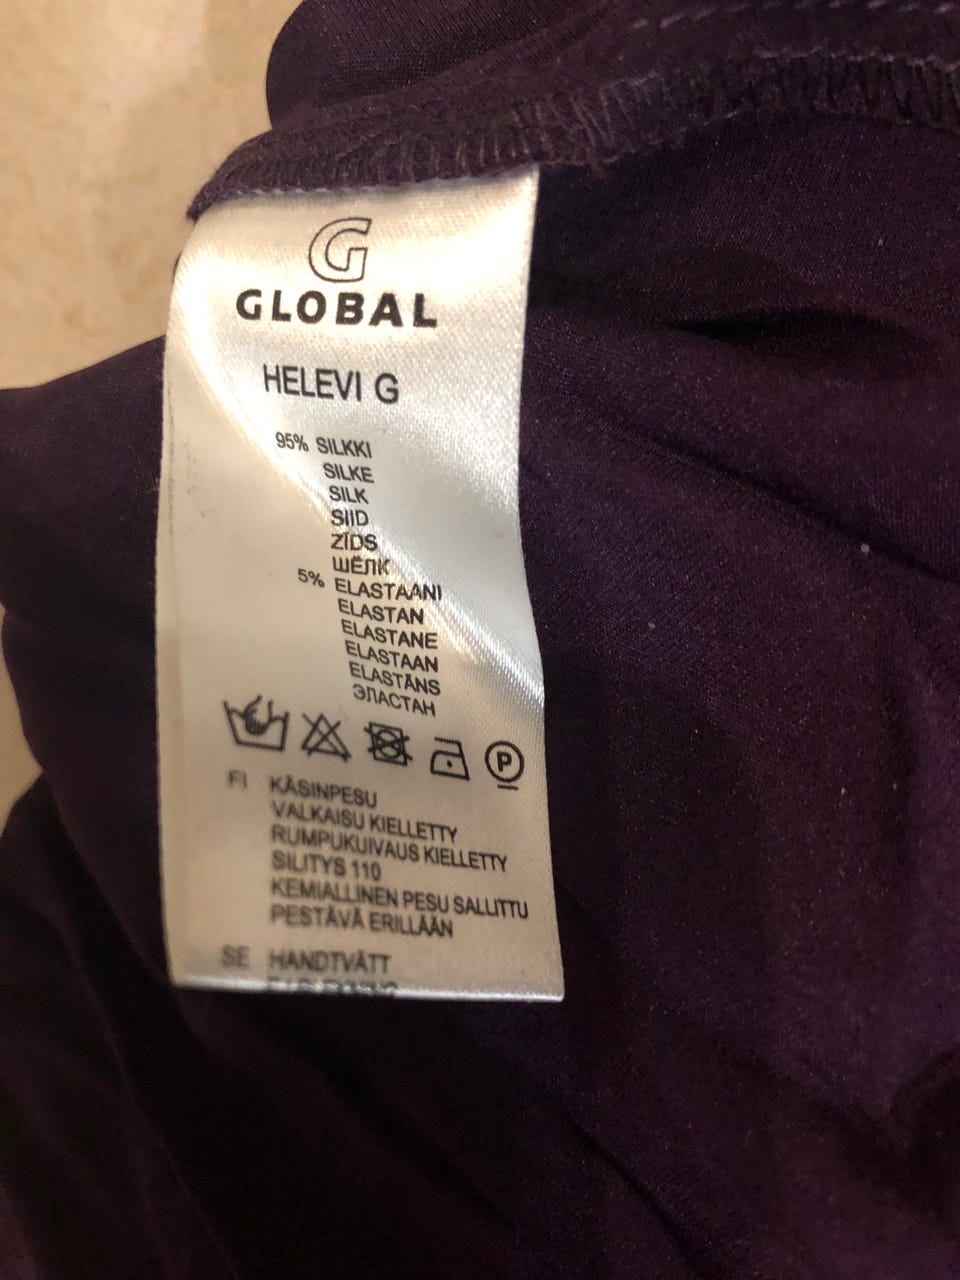 G
GLOBAL
HELEVI G
95% SILKKI
SILKE
SILK
SIID
ZĪDS
ШЁЛК
5% ELASTAANI
ELASTAN
ELASTANE
ELASTAAN
ELASTĀNS
ЭЛАСТАН
P
FI KÄSINPESU
VALKAISU KIELLETTY
RUMPUKUIVAUS KIELLETTY
SILITYS 110
KEMIALLINEN PESU SALLITTU
PESTÄVÄ ERILLÄÄN
SE HANDTVÄTT